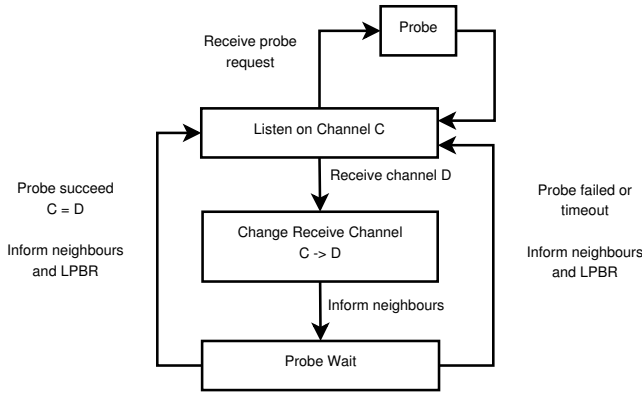 Probe
Receive probe
request
Listen on Channel C
Receive channel D
Probe succeed
C = D
Inform neighbours
and LPBR
Probe failed or
timeout
Inform neighbours
and LPBR
Change Receive Channel
C -> D
Inform neighbours
Probe Wait